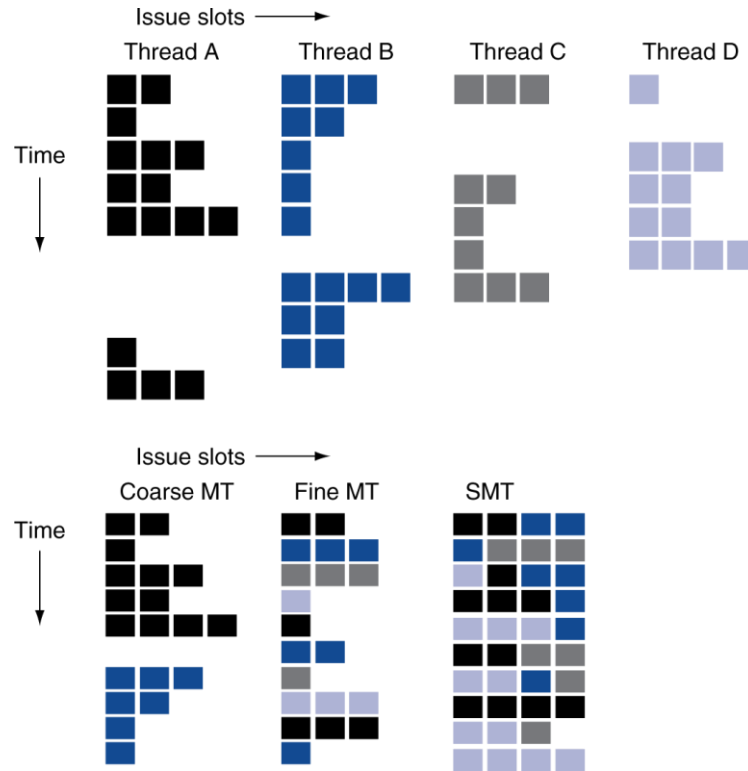 Issue slots
Thread A Thread B Thread C Thread D
Time
Issue slots
Coarse MT Fine MT SMT
Time